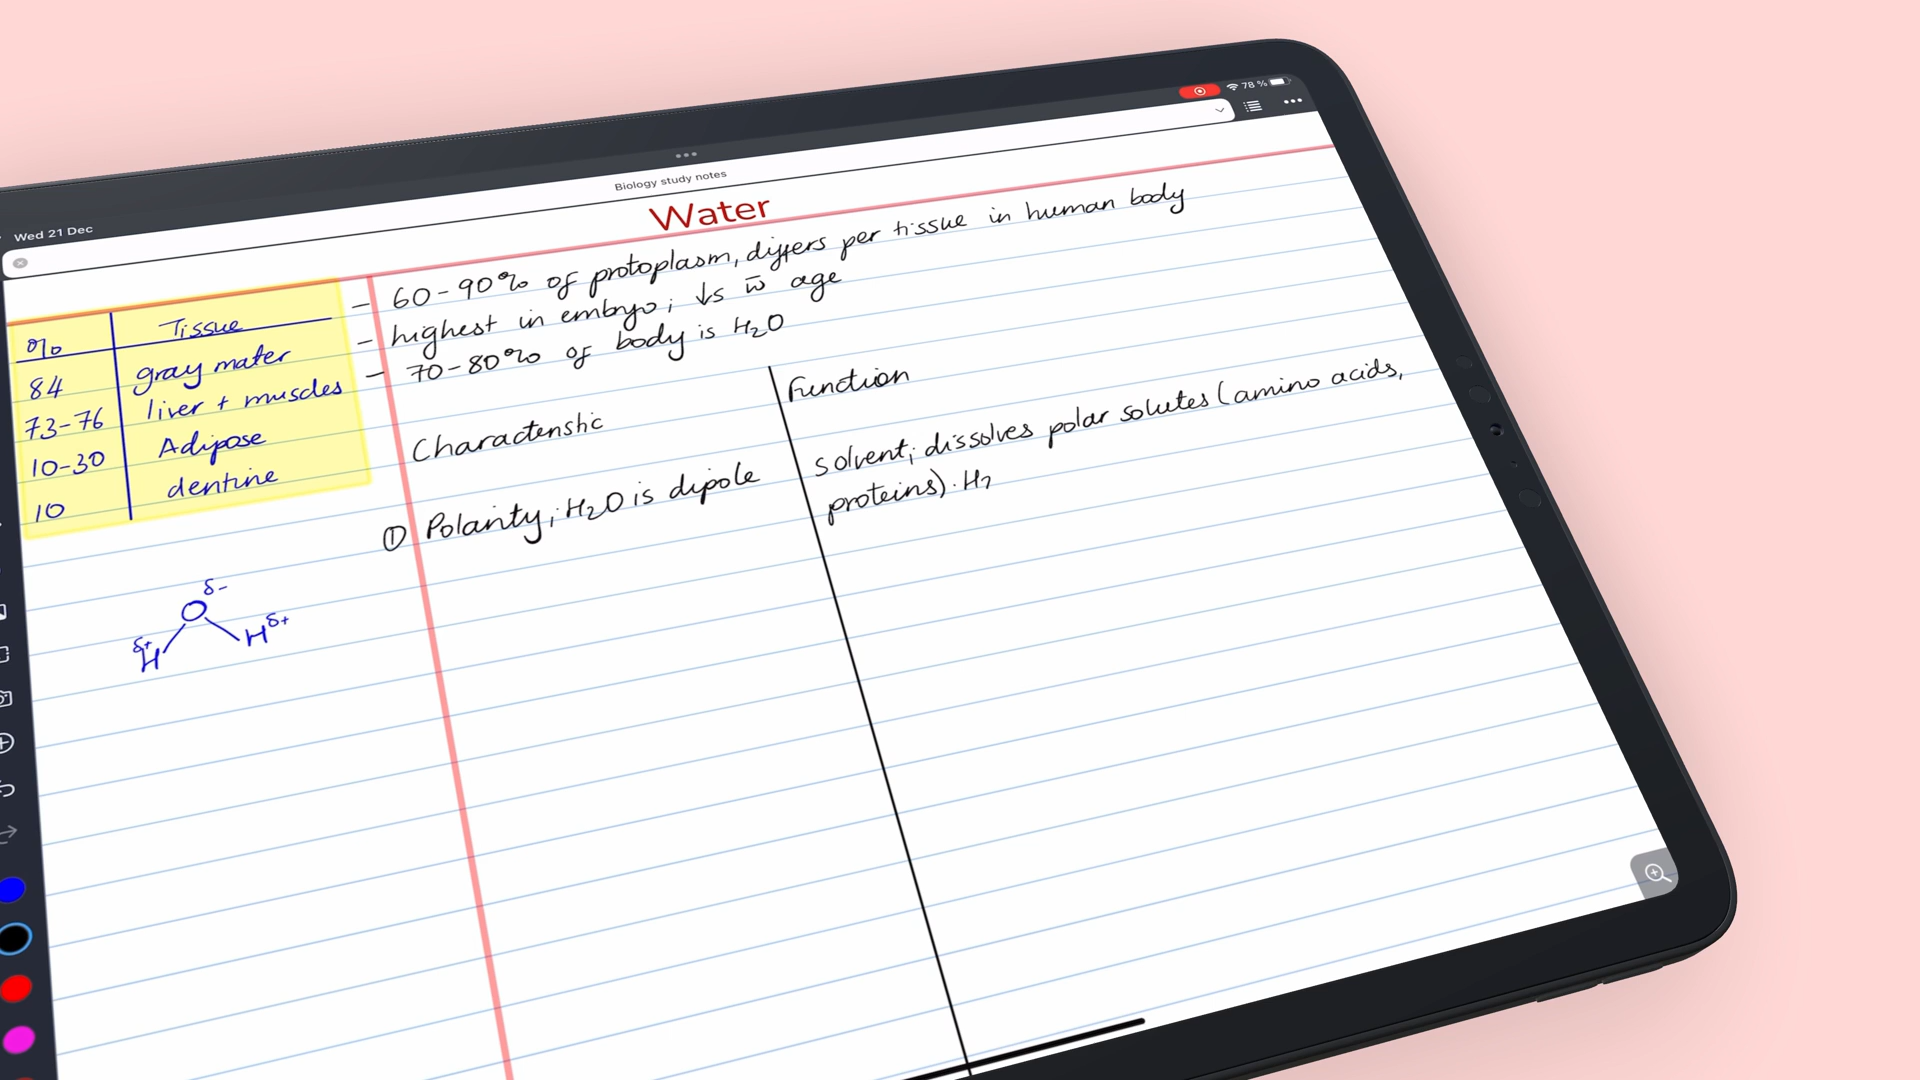 Wed 21 Dec
78 %
Biology study notes
Water
- 60-90% of protoplasm, differs per tissue in human body
- highest in embryo; ↓s w̄ age
- 70-80% of body is H₂O
% Tissue
84 gray mater
73-76 liver + muscles
10-30 Adipose
10 dentine
Characteristic Function
① Polarity; H₂O is dipole
solvent; dissolves polar solutes (amino acids,
proteins). H₂
δ-
O
δ+ H H δ+